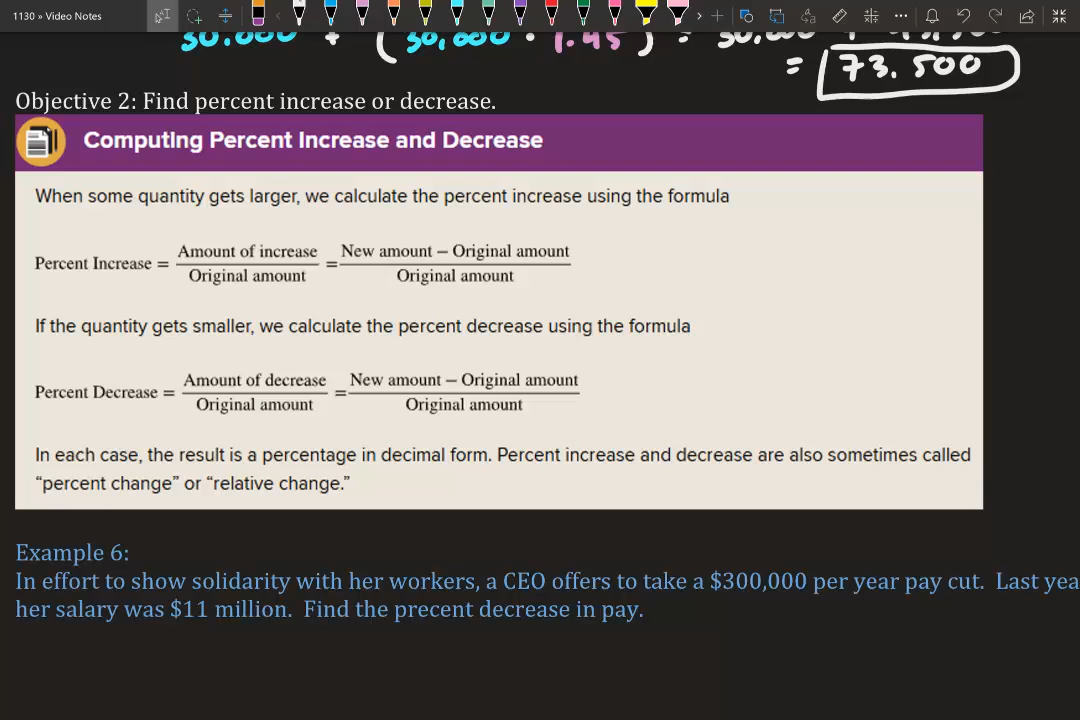 1130 » Video Notes
30.000 + (30,000 · 1.45) =
= 73.500
Objective 2: Find percent increase or decrease.
Computing Percent Increase and Decrease
When some quantity gets larger, we calculate the percent increase using the formula
Percent Increase = Amount of increase / Original amount = New amount − Original amount / Original amount
If the quantity gets smaller, we calculate the percent decrease using the formula
Percent Decrease = Amount of decrease / Original amount = New amount − Original amount / Original amount
In each case, the result is a percentage in decimal form. Percent increase and decrease are also sometimes called
“percent change” or “relative change.”
Example 6:
In effort to show solidarity with her workers, a CEO offers to take a $300,000 per year pay cut. Last yea
her salary was $11 million. Find the precent decrease in pay.